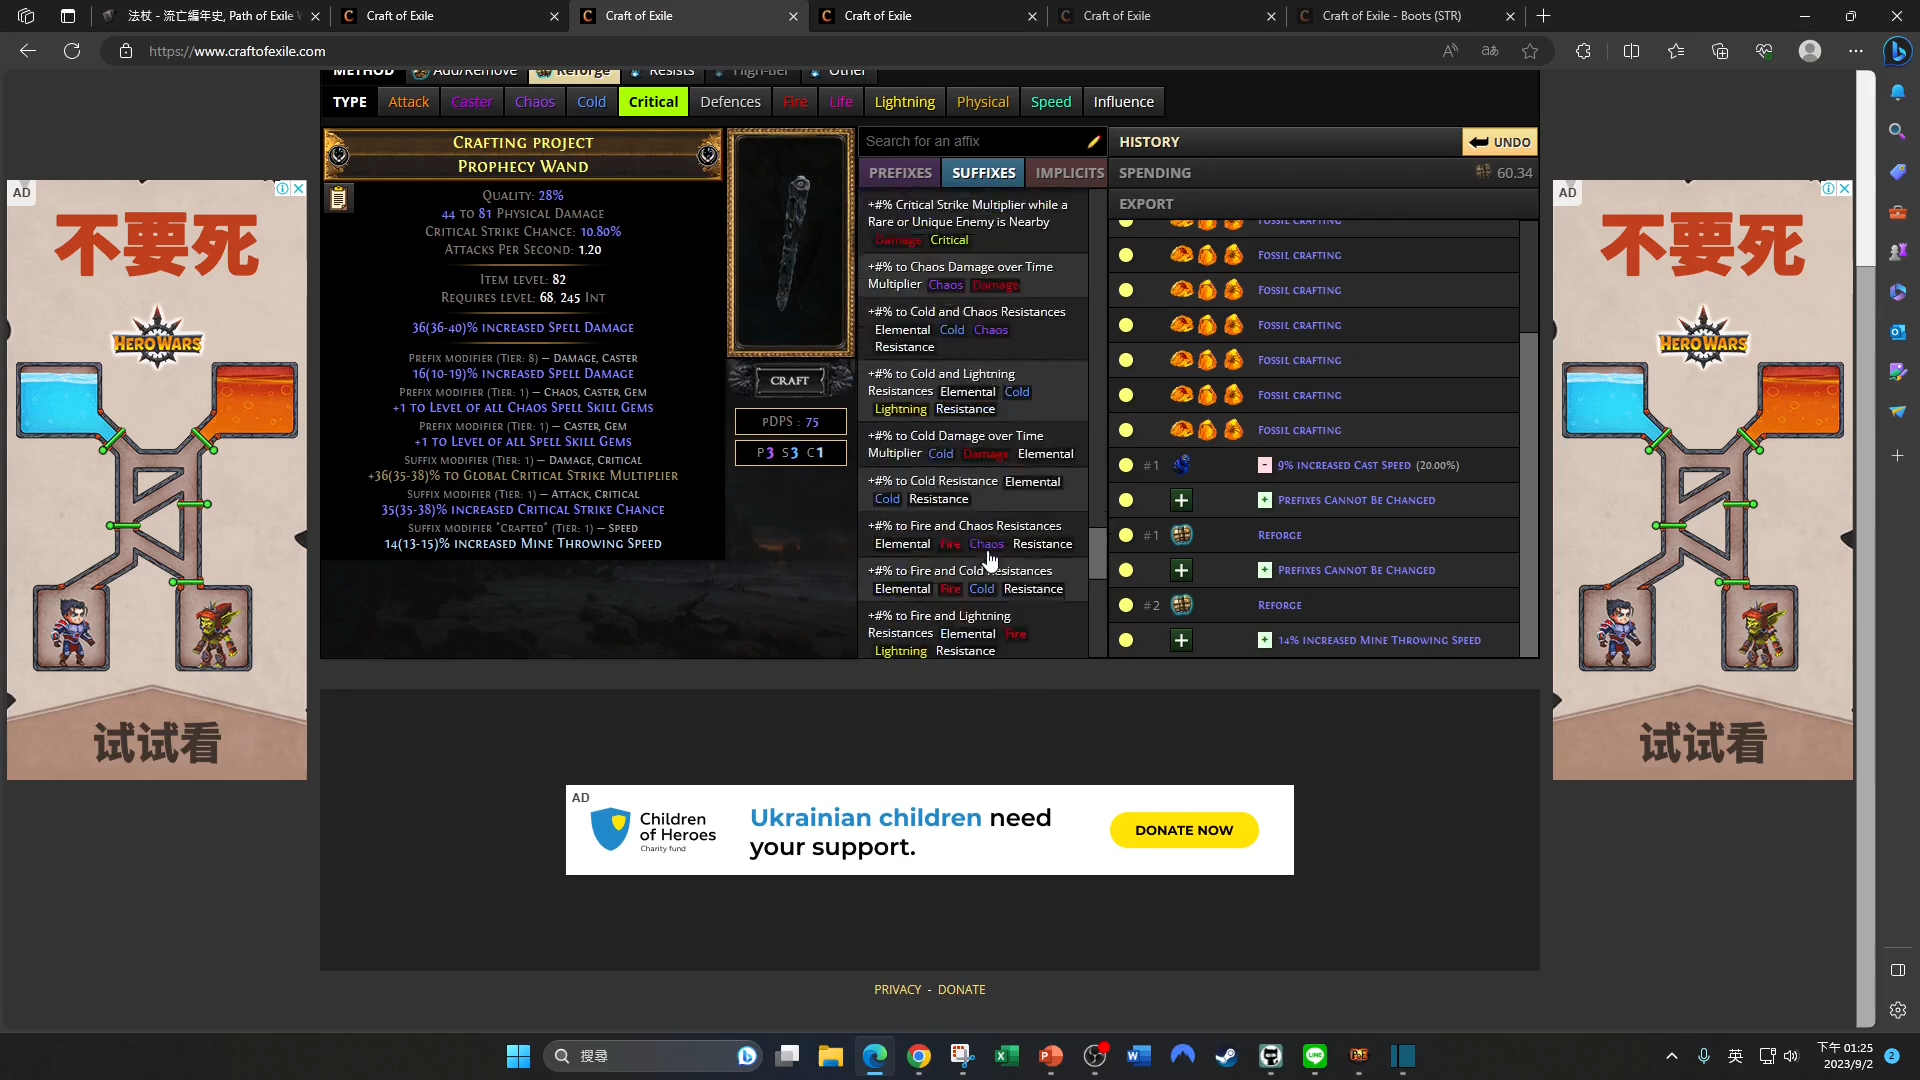 法杖 - 流亡編年史, Path of Exile
Craft of Exile
Craft of Exile
Craft of Exile
Craft of Exile
Craft of Exile - Boots (STR)
https://www.craftofexile.com
METHOD Add/Remove Reforge Resists High-tier Other
TYPE Attack Caster Chaos Cold Critical Defences Fire Life Lightning Physical Speed Influence
CRAFTING PROJECT
PROPHECY WAND
QUALITY: 28%
44 TO 81 PHYSICAL DAMAGE
CRITICAL STRIKE CHANCE: 10.80%
ATTACKS PER SECOND: 1.20
ITEM LEVEL: 82
REQUIRES LEVEL: 68, 245 INT
36(36-40)% INCREASED SPELL DAMAGE
PREFIX MODIFIER (TIER: 8) — DAMAGE, CASTER
16(10-19)% INCREASED SPELL DAMAGE
PREFIX MODIFIER (TIER: 1) — CHAOS, CASTER, GEM
+1 TO LEVEL OF ALL CHAOS SPELL SKILL GEMS
PREFIX MODIFIER (TIER: 1) — CASTER, GEM
+1 TO LEVEL OF ALL SPELL SKILL GEMS
SUFFIX MODIFIER (TIER: 1) — DAMAGE, CRITICAL
+36(35-38)% TO GLOBAL CRITICAL STRIKE MULTIPLIER
SUFFIX MODIFIER (TIER: 1) — ATTACK, CRITICAL
35(35-38)% INCREASED CRITICAL STRIKE CHANCE
SUFFIX MODIFIER "CRAFTED" (TIER: 1) — SPEED
14(13-15)% INCREASED MINE THROWING SPEED
CRAFT
PDPS : 75
P3 S3 C1
Search for an affix
PREFIXES SUFFIXES IMPLICITS
+#% Critical Strike Multiplier while a
Rare or Unique Enemy is Nearby
Damage Critical
+#% to Chaos Damage over Time
Multiplier Chaos Damage
+#% to Cold and Chaos Resistances
Elemental Cold Chaos
Resistance
+#% to Cold and Lightning
Resistances Elemental Cold
Lightning Resistance
+#% to Cold Damage over Time
Multiplier Cold Damage Elemental
+#% to Cold Resistance Elemental
Cold Resistance
+#% to Fire and Chaos Resistances
Elemental Fire Chaos Resistance
+#% to Fire and Cold Resistances
Elemental Fire Cold Resistance
+#% to Fire and Lightning
Resistances Elemental Fire
Lightning Resistance
HISTORY UNDO
SPENDING 60.34
EXPORT
FOSSIL CRAFTING
FOSSIL CRAFTING
FOSSIL CRAFTING
FOSSIL CRAFTING
FOSSIL CRAFTING
FOSSIL CRAFTING
FOSSIL CRAFTING
#1 - 9% INCREASED CAST SPEED (20.00%)
+ + PREFIXES CANNOT BE CHANGED
#1 REFORGE
+ + PREFIXES CANNOT BE CHANGED
#2 REFORGE
+ + 14% INCREASED MINE THROWING SPEED
AD
不要死
HERO WARS
试试看
AD
不要死
HERO WARS
试试看
AD
Children
of Heroes
Charity fund
Ukrainian children need
your support.
DONATE NOW
PRIVACY - DONATE
搜尋
英
下午 01:25
2023/9/2
2